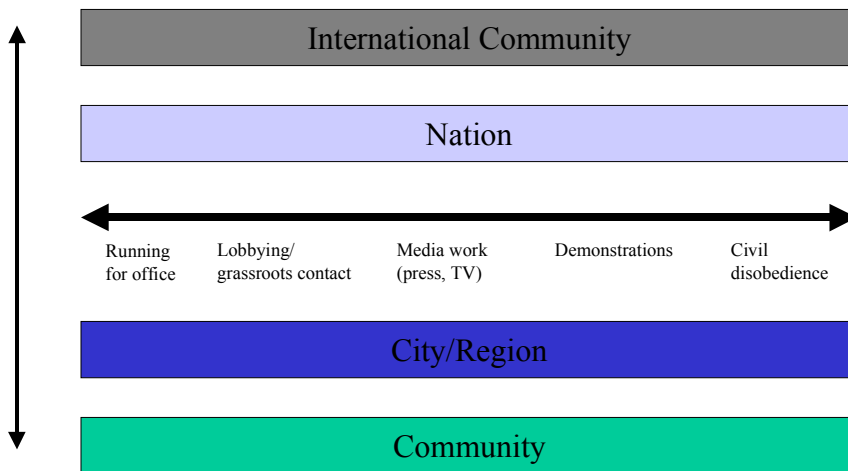 International Community
Nation
Running
for office
Lobbying/
grassroots contact
Media work
(press, TV)
Demonstrations
Civil
disobedience
City/Region
Community